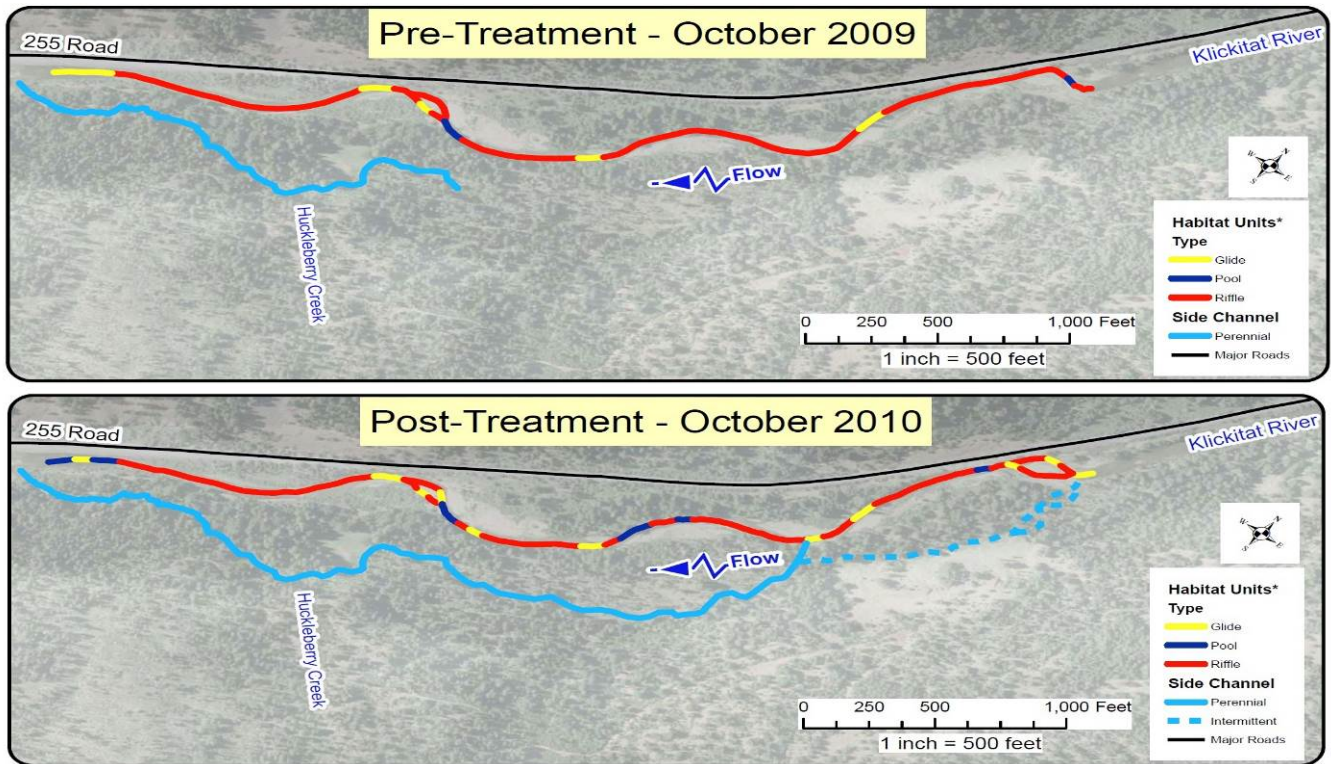 Pre-Treatment - October 2009
255 Road
Klickitat River
Flow
Huckleberry Creek
N
E
S
W
Habitat Units*
Type
Glide
Pool
Riffle
Side Channel
Perennial
Major Roads
0 250 500 1,000 Feet
1 inch = 500 feet
Post-Treatment - October 2010
255 Road
Klickitat River
Flow
Huckleberry Creek
N
E
S
W
Habitat Units*
Type
Glide
Pool
Riffle
Side Channel
Perennial
Intermittent
Major Roads
0 250 500 1,000 Feet
1 inch = 500 feet